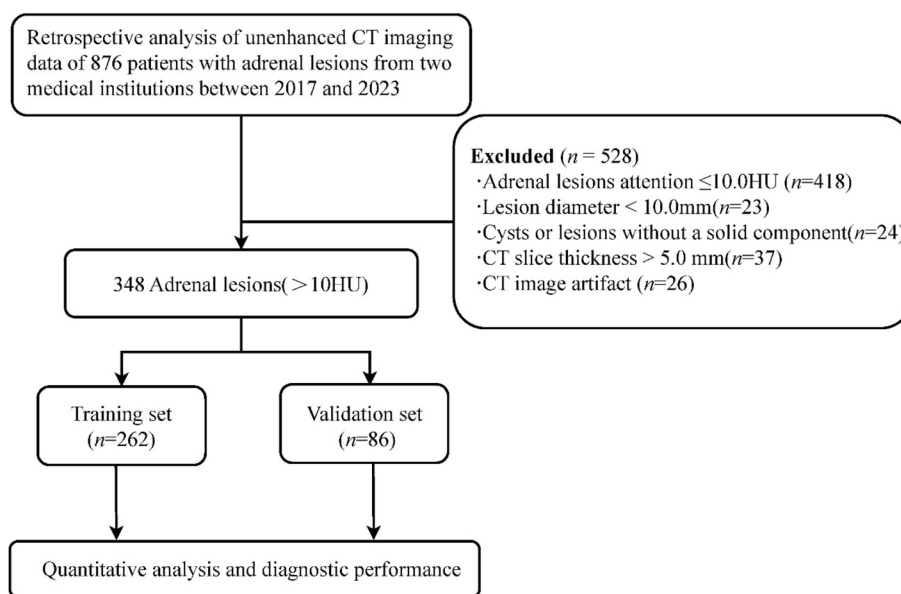 Retrospective analysis of unenhanced CT imaging
data of 876 patients with adrenal lesions from two
medical institutions between 2017 and 2023
Excluded (n = 528)
·Adrenal lesions attention ≤10.0HU (n=418)
·Lesion diameter < 10.0mm(n=23)
·Cysts or lesions without a solid component(n=24)
·CT slice thickness > 5.0 mm(n=37)
·CT image artifact (n=26)
348 Adrenal lesions(＞10HU)
Training set
(n=262)
Validation set
(n=86)
Quantitative analysis and diagnostic performance